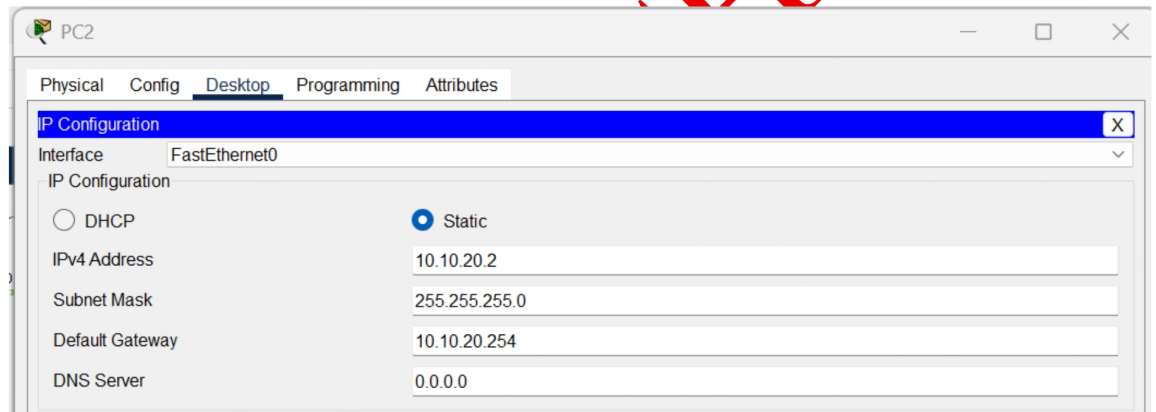 PC2
Physical Config Desktop Programming Attributes
IP Configuration X
Interface FastEthernet0
IP Configuration
DHCP Static
IPv4 Address 10.10.20.2
Subnet Mask 255.255.255.0
Default Gateway 10.10.20.254
DNS Server 0.0.0.0